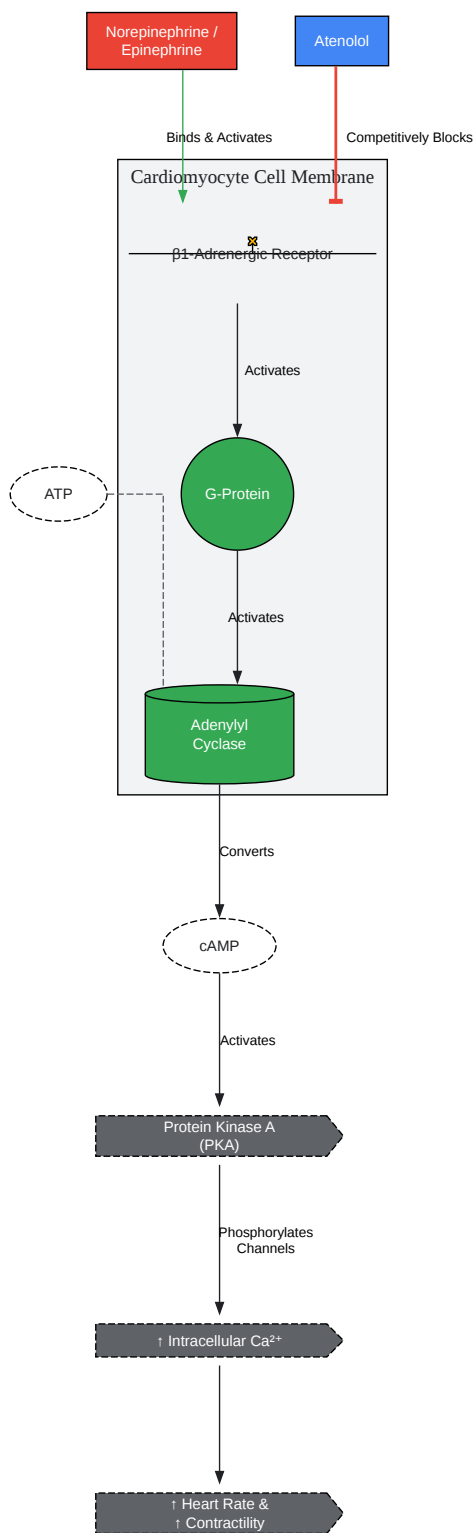 Norepinephrine /
Epinephrine
Atenolol
Binds & Activates
Competitively Blocks
Cardiomyocyte Cell Membrane
β1-Adrenergic Receptor
Activates
ATP
G-Protein
Activates
Adenylyl
Cyclase
Converts
cAMP
Activates
Protein Kinase A
(PKA)
Phosphorylates
Channels
↑ Intracellular Ca²⁺
↑ Heart Rate &
↑ Contractility